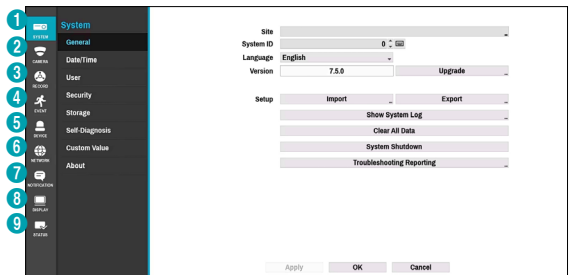 1
SYSTEM
2
CAMERA
3
RECORD
4
EVENT
5
DEVICE
6
NETWORK
7
NOTIFICATION
8
DISPLAY
9
STATUS
System
General
Date/Time
User
Security
Storage
Self-Diagnosis
Custom Value
About
Site
System ID 0
Language English
Version 7.5.0 Upgrade
Setup Import Export
Show System Log
Clear All Data
System Shutdown
Troubleshooting Reporting
Apply OK Cancel